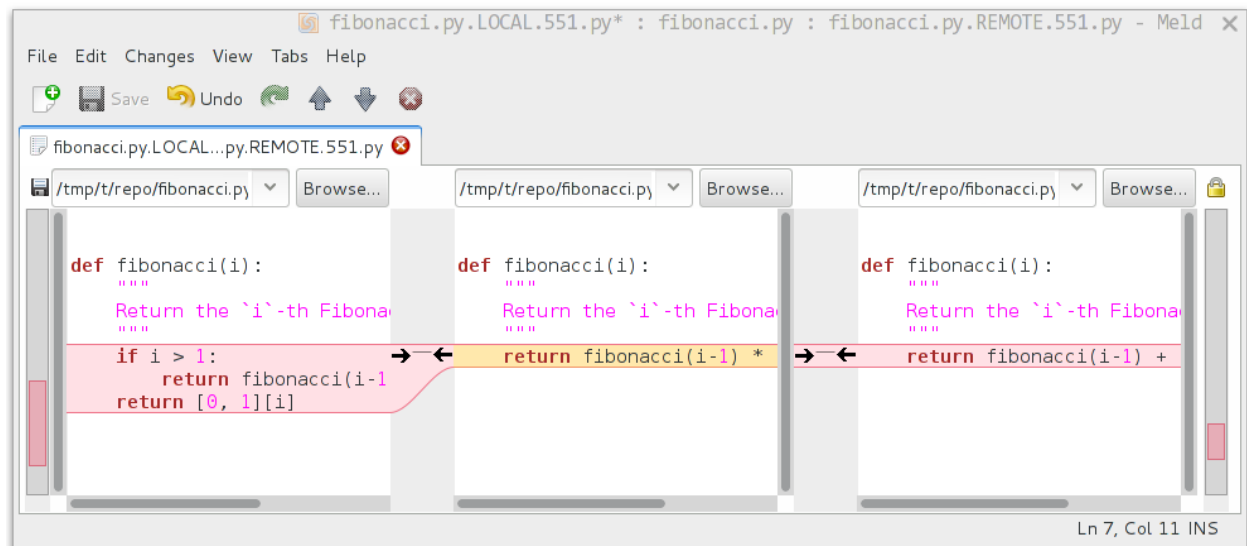 fibonacci.py.LOCAL.551.py* : fibonacci.py : fibonacci.py.REMOTE.551.py - Meld
File Edit Changes View Tabs Help
Save Undo
fibonacci.py.LOCAL...py.REMOTE.551.py
/tmp/t/repo/fibonacci.py Browse... /tmp/t/repo/fibonacci.py Browse... /tmp/t/repo/fibonacci.py Browse...
def fibonacci(i):
"""
Return the `i`-th Fibona
"""
if i > 1:
return fibonacci(i-1
return [0, 1][i]
def fibonacci(i):
"""
Return the `i`-th Fibona
"""
return fibonacci(i-1) *
def fibonacci(i):
"""
Return the `i`-th Fibona
"""
return fibonacci(i-1) +
Ln 7, Col 11 INS